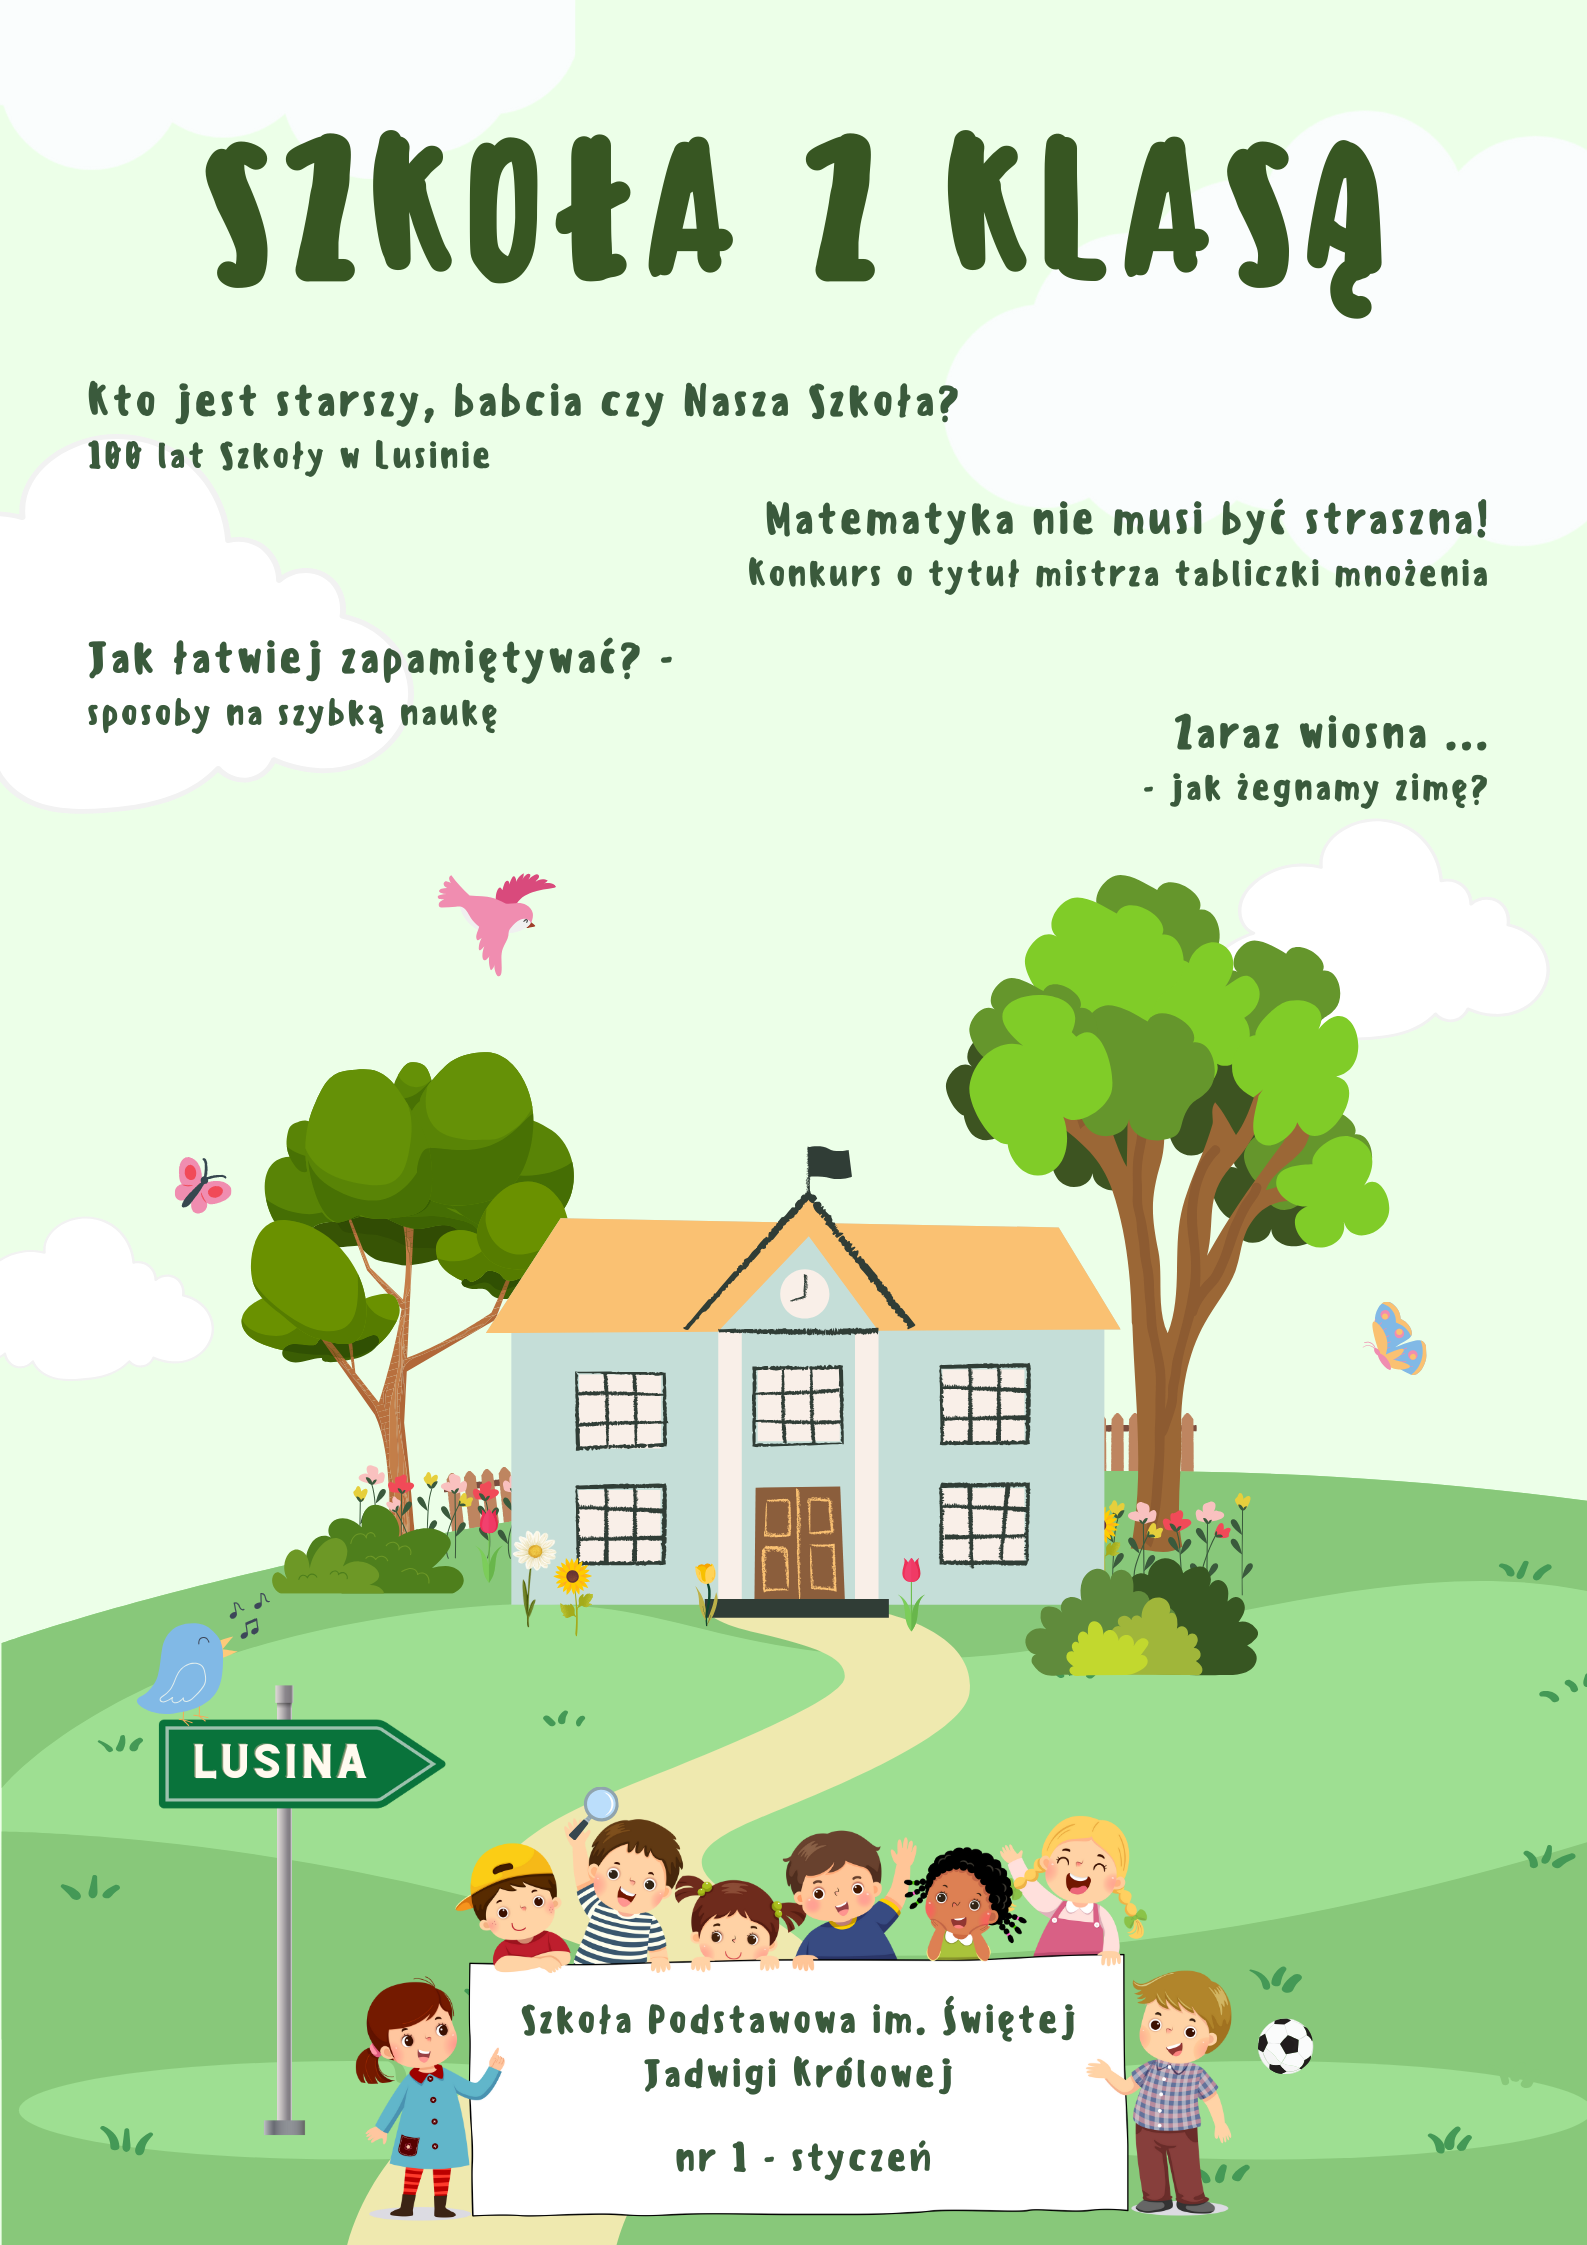 SZKOŁA Z KLASĄ
Kto jest starszy, babcia czy Nasza Szkoła?
100 lat Szkoły w Lusinie
Matematyka nie musi być straszna!
Konkurs o tytuł mistrza tabliczki mnożenia
Jak łatwiej zapamiętywać? -
sposoby na szybką naukę
Zaraz wiosna ...
- jak żegnamy zimę?
LUSINA
Szkoła Podstawowa im. Świętej
Jadwigi Królowej
nr 1 - styczeń